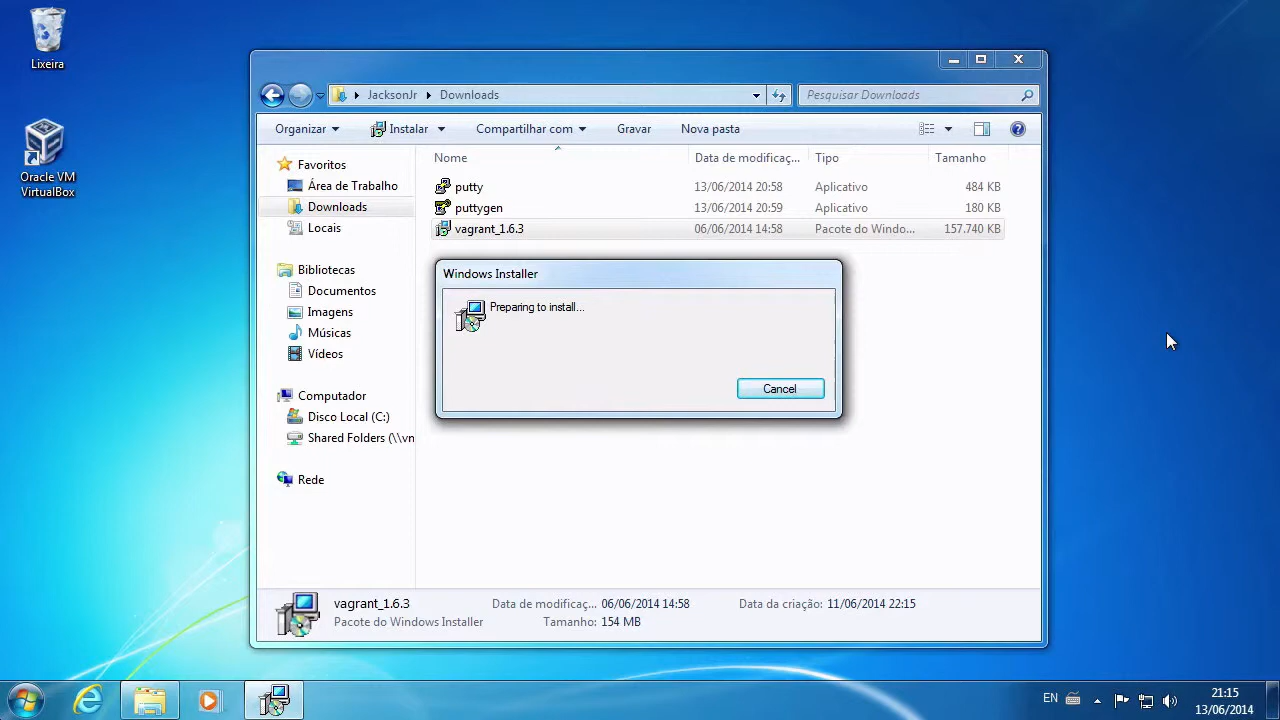 Lixeira
Oracle VM
VirtualBox
JacksonJr
Downloads
Pesquisar Downloads
Organizar
Instalar
Compartilhar com
Gravar
Nova pasta
Favoritos
Área de Trabalho
Downloads
Locais
Bibliotecas
Documentos
Imagens
Músicas
Vídeos
Computador
Disco Local (C:)
Shared Folders (\\vn
Rede
Nome Data de modificaç... Tipo Tamanho
putty 13/06/2014 20:58 Aplicativo 484 KB
puttygen 13/06/2014 20:59 Aplicativo 180 KB
vagrant_1.6.3 06/06/2014 14:58 Pacote do Windo... 157.740 KB
Windows Installer
Preparing to install...
Cancel
vagrant_1.6.3 Data de modificaç... 06/06/2014 14:58 Data da criação: 11/06/2014 22:15
Pacote do Windows Installer Tamanho: 154 MB
EN
21:15
13/06/2014